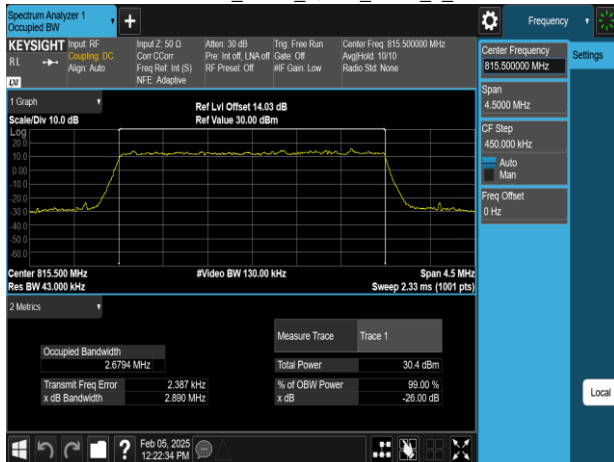 Spectrum Analyzer 1
Occupied BW
+
Frequency
KEYSIGHT
RL
LXI
Input: RF
Coupling: DC
Align: Auto
Input Z: 50 Ω
Corr CCorr
Freq Ref: Int (S)
NFE: Adaptive
Atten: 30 dB
Pre: Int off, LNA off
RF Presel: Off
Trig: Free Run
Gate: Off
#IF Gain: Low
Center Freq: 815.500000 MHz
Avg|Hold: 10/10
Radio Std: None
Center Frequency
815.500000 MHz
Settings
Span
4.5000 MHz
CF Step
450.000 kHz
Auto
Man
Freq Offset
0 Hz
Local
1 Graph
Scale/Div 10.0 dB
Ref Lvl Offset 14.03 dB
Ref Value 30.00 dBm
Log
20.0
10.0
0.00
-10.0
-20.0
-30.0
-40.0
-50.0
-60.0
Center 815.500 MHz
#Video BW 130.00 kHz
Span 4.5 MHz
Res BW 43.000 kHz
Sweep 2.33 ms (1001 pts)
2 Metrics
Measure Trace Trace 1
Occupied Bandwidth
2.6794 MHz
Total Power 30.4 dBm
Transmit Freq Error 2.387 kHz
% of OBW Power 99.00 %
x dB Bandwidth 2.890 MHz
x dB -26.00 dB
?
Feb 05, 2025
12:22:34 PM